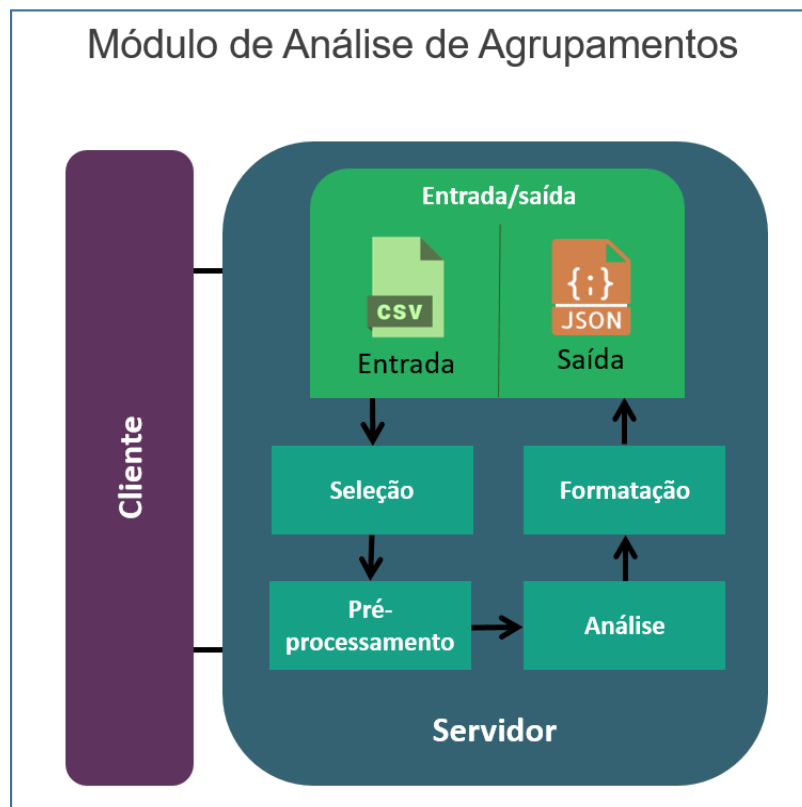 Módulo de Análise de Agrupamentos
Cliente
Entrada/saída
CSV
Entrada
{;}
JSON
Saída
Seleção
Formatação
Pré-
processamento
Análise
Servidor